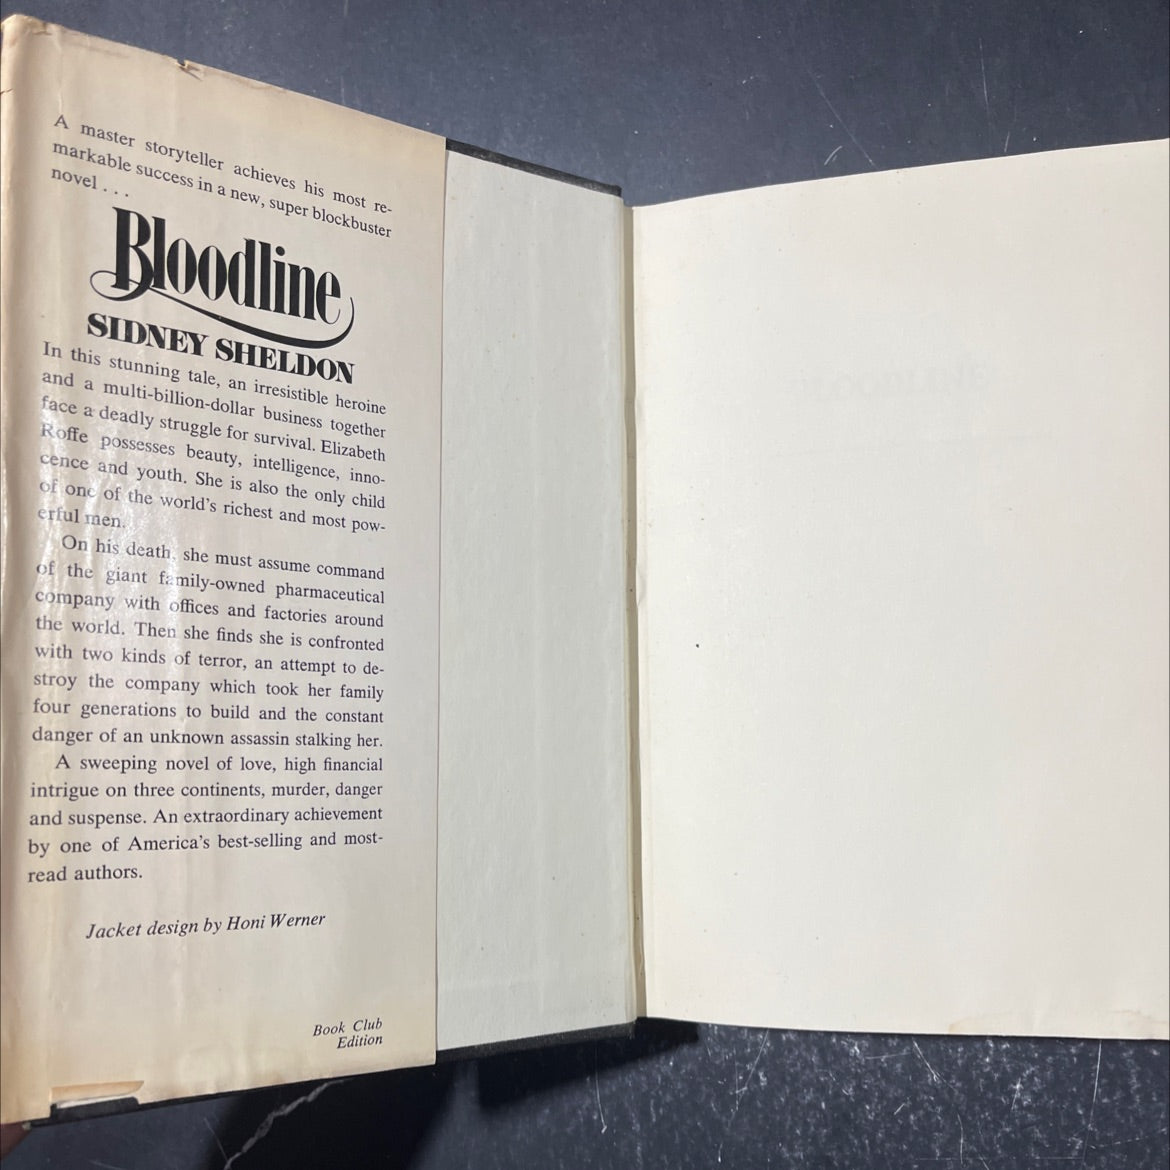 A master storyteller achieves his most re-
markable success in a new, super blockbuster
novel . . .
Bloodline
SIDNEY SHELDON
In this stunning tale, an irresistible heroine
and a multi-billion-dollar business together
face a deadly struggle for survival. Elizabeth
Roffe possesses beauty, intelligence, inno-
cence and youth. She is also the only child
of one of the world's richest and most pow-
erful men.
On his death, she must assume command
of the giant family-owned pharmaceutical
company with offices and factories around
the world. Then she finds she is confronted
with two kinds of terror, an attempt to de-
stroy the company which took her family
four generations to build and the constant
danger of an unknown assassin stalking her.
A sweeping novel of love, high financial
intrigue on three continents, murder, danger
and suspense. An extraordinary achievement
by one of America's best-selling and most-
read authors.
Jacket design by Honi Werner
Book Club
Edition